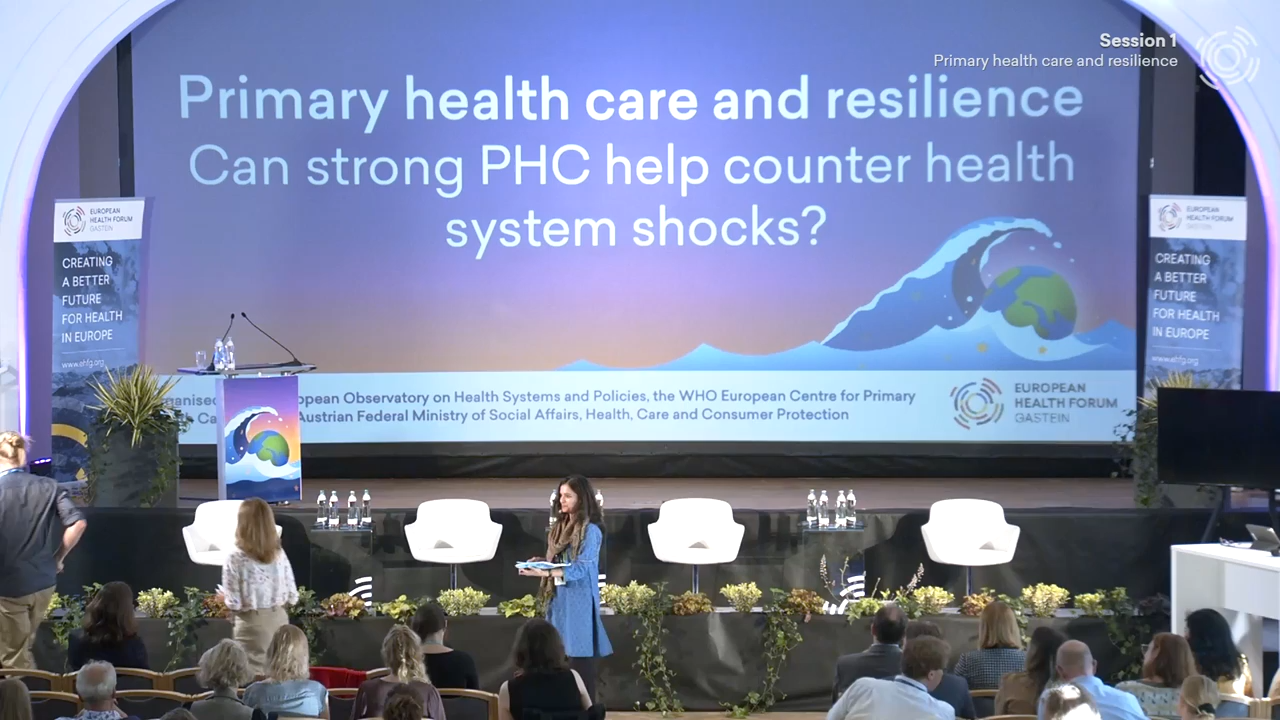 Session 1
Primary health care and resilience
Primary health care and resilience
Can strong PHC help counter health
system shocks?
EUROPEAN
HEALTH FORUM
GASTEIN
CREATING
A BETTER
FUTURE
FOR HEALTH
IN EUROPE
www.ehfg.org
EUROPEAN
HEALTH FORUM
GASTEIN
CREATING
A BETTER
FUTURE
FOR HEALTH
IN EUROPE
www.ehfg.org
Observatory on Health Systems and Policies, the WHO European Centre for Primary
Austrian Federal Ministry of Social Affairs, Health, Care and Consumer Protection
EUROPEAN
HEALTH FORUM
GASTEIN